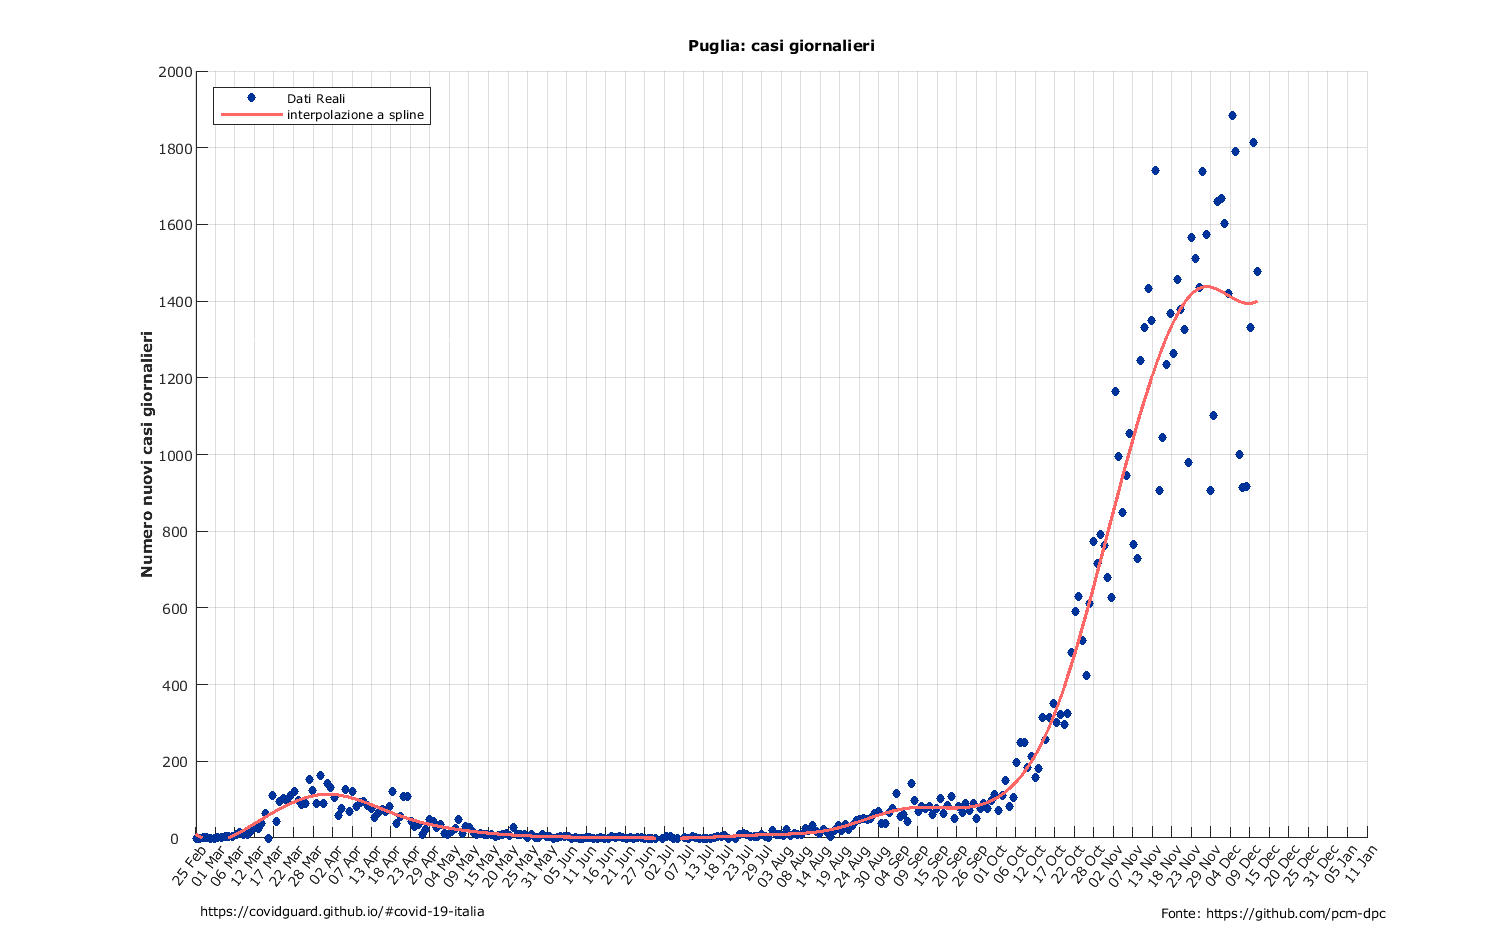 Puglia: casi giornalieri
Dati Reali
interpolazione a spline
Numero nuovi casi giornalieri
2000
1800
1600
1400
1200
1000
800
600
400
200
0
25 Feb
01 Mar
06 Mar
12 Mar
17 Mar
22 Mar
28 Mar
02 Apr
07 Apr
13 Apr
18 Apr
23 Apr
29 Apr
04 May
09 May
15 May
20 May
25 May
31 May
05 Jun
11 Jun
16 Jun
21 Jun
27 Jun
02 Jul
07 Jul
13 Jul
18 Jul
23 Jul
29 Jul
03 Aug
08 Aug
14 Aug
19 Aug
24 Aug
30 Aug
04 Sep
09 Sep
15 Sep
20 Sep
26 Sep
01 Oct
06 Oct
12 Oct
17 Oct
22 Oct
28 Oct
02 Nov
07 Nov
13 Nov
18 Nov
23 Nov
29 Nov
04 Dec
09 Dec
15 Dec
20 Dec
25 Dec
31 Dec
05 Jan
11 Jan
https://covidguard.github.io/#covid-19-italia
Fonte: https://github.com/pcm-dpc